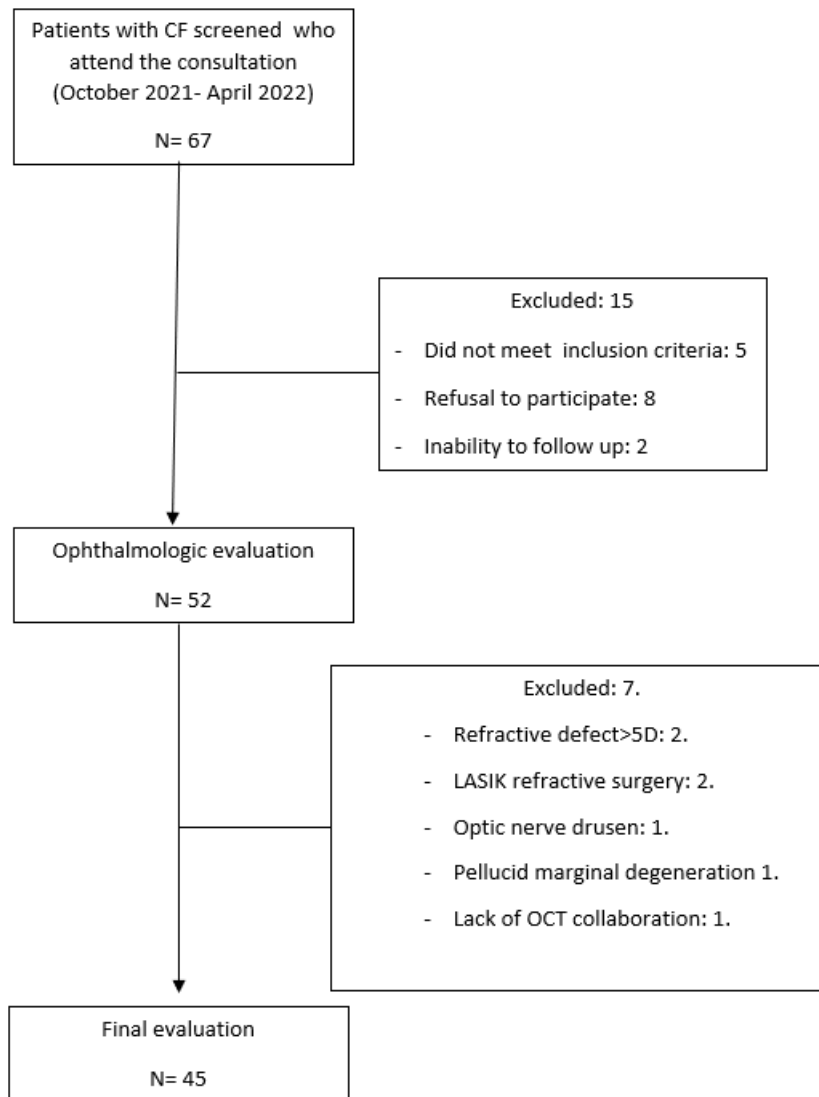 Patients with CF screened who
attend the consultation
(October 2021- April 2022)
N= 67
Excluded: 15
- Did not meet inclusion criteria: 5
- Refusal to participate: 8
- Inability to follow up: 2
Ophthalmologic evaluation
N= 52
Excluded: 7.
- Refractive defect>5D: 2.
- LASIK refractive surgery: 2.
- Optic nerve drusen: 1.
- Pellucid marginal degeneration 1.
- Lack of OCT collaboration: 1.
Final evaluation
N= 45